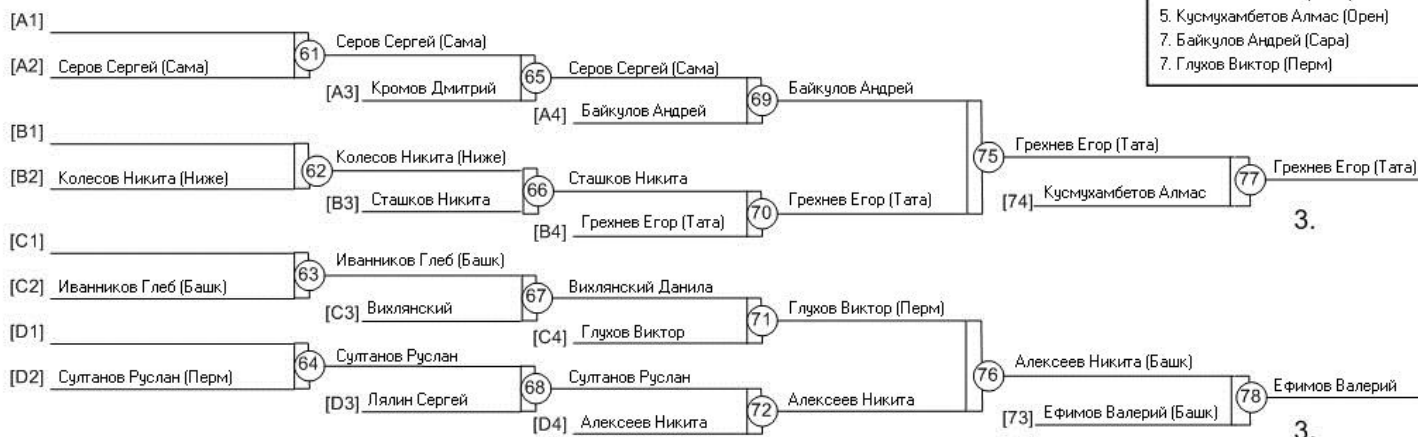 5. Кусмухамбетов Алмас (Орен)
7. Байкулов Андрей (Сара)
7. Глухов Виктор (Перм)
[A1]
61
Серов Сергей (Сама)
[A2] Серов Сергей (Сама)
65
Серов Сергей (Сама)
[A3] Кромов Дмитрий
69
Байкулов Андрей
[A4] Байкулов Андрей
[B1]
75
Грехнев Егор (Тата)
62
Колесов Никита (Ниже)
77
Грехнев Егор (Тата)
[B2] Колесов Никита (Ниже)
66
Сташков Никита
[B3] Сташков Никита
[74] Кусмухамбетов Алмас
70
Грехнев Егор (Тата)
[B4] Грехнев Егор (Тата)
3.
[C1]
63
Иванников Глеб (Башк)
[C2] Иванников Глеб (Башк)
67
Вихлянский Данила
[C3] Вихлянский
71
Глухов Виктор (Перм)
[C4] Глухов Виктор
[D1]
64
Султанов Руслан
76
Алексеев Никита (Башк)
[D2] Султанов Руслан (Перм)
68
Султанов Руслан
78
Ефимов Валерий
[D3] Лялин Сергей
72
Алексеев Никита
[73] Ефимов Валерий (Башк)
[D4] Алексеев Никита
3.